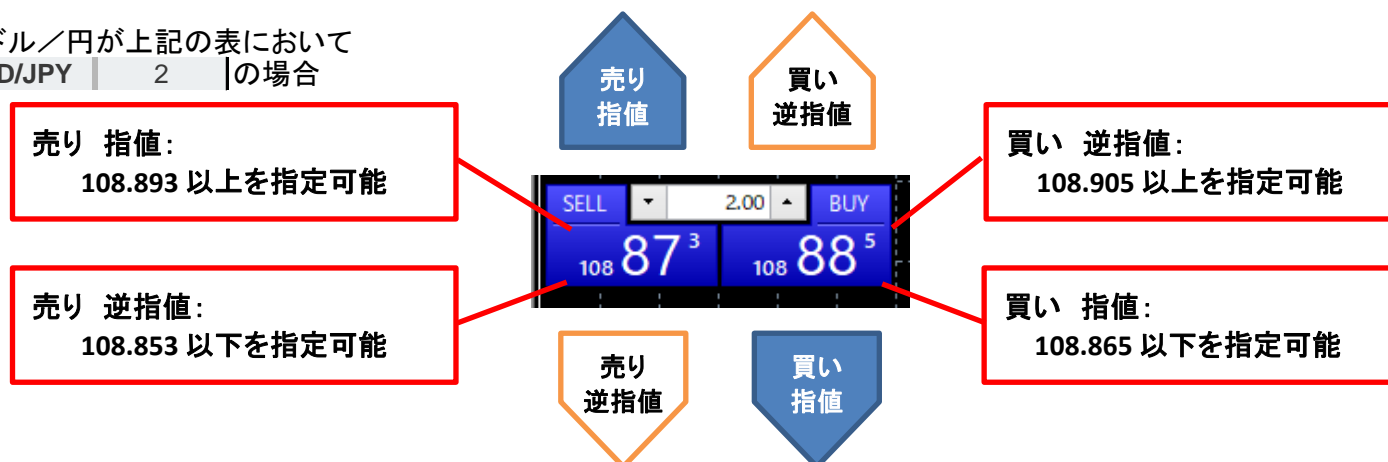 ドル／円が上記の表において
D/JPY 2 の場合
売り 指値：
108.893 以上を指定可能
売り 逆指値：
108.853 以下を指定可能
売り
指値
買い
逆指値
SELL 2.00 BUY
108 87 3 108 88 5
売り
逆指値
買い
指値
買い 逆指値：
108.905 以上を指定可能
買い 指値：
108.865 以下を指定可能